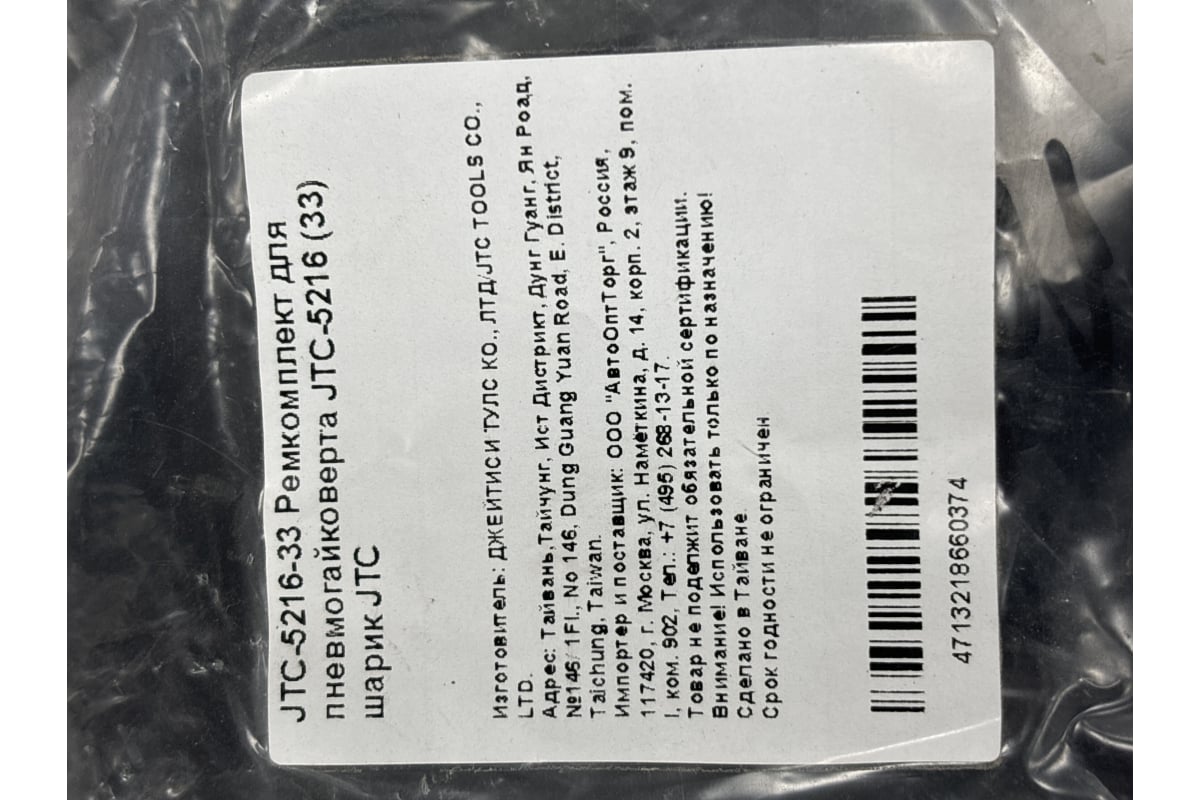 JTC-5216-33 Ремкомплект для
пневмогайковерта JTC-5216 (33)
шарик JTC
Изготовитель: ДЖЕЙТИСИ ТУЛС КО., ЛТД/JTC TOOLS CO.,
LTD.
Адрес: Тайвань,Тайчунг, Ист Дистрикт, Дунг Гуанг, Ян Роад,
№146/ 1Fl., No 146, Dung Guang Yuan Road, E. District,
Taichung, Taiwan.
Импортер и поставщик: ООО "АвтоОптТорг", Россия,
117420, г. Москва, ул. Намёткина, д. 14, корп. 2, этаж 9, пом.
I, ком. 902, Тел.: +7 (495) 268-13-17.
Товар не подлежит обязательной сертификации.
Внимание! Использовать только по назначению!
Сделано в Тайване
Срок годности не ограничен
4713218660374